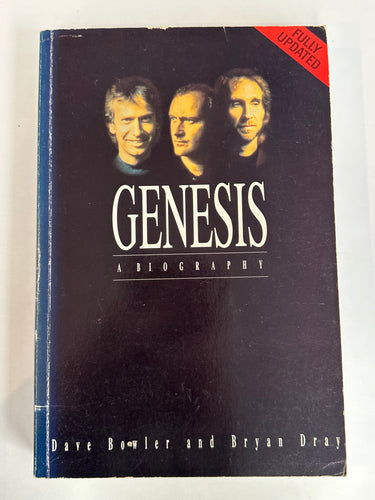 FULLY
UPDATED
GENESIS
A BIOGRAPHY
Dave Bowler and Bryan Dray